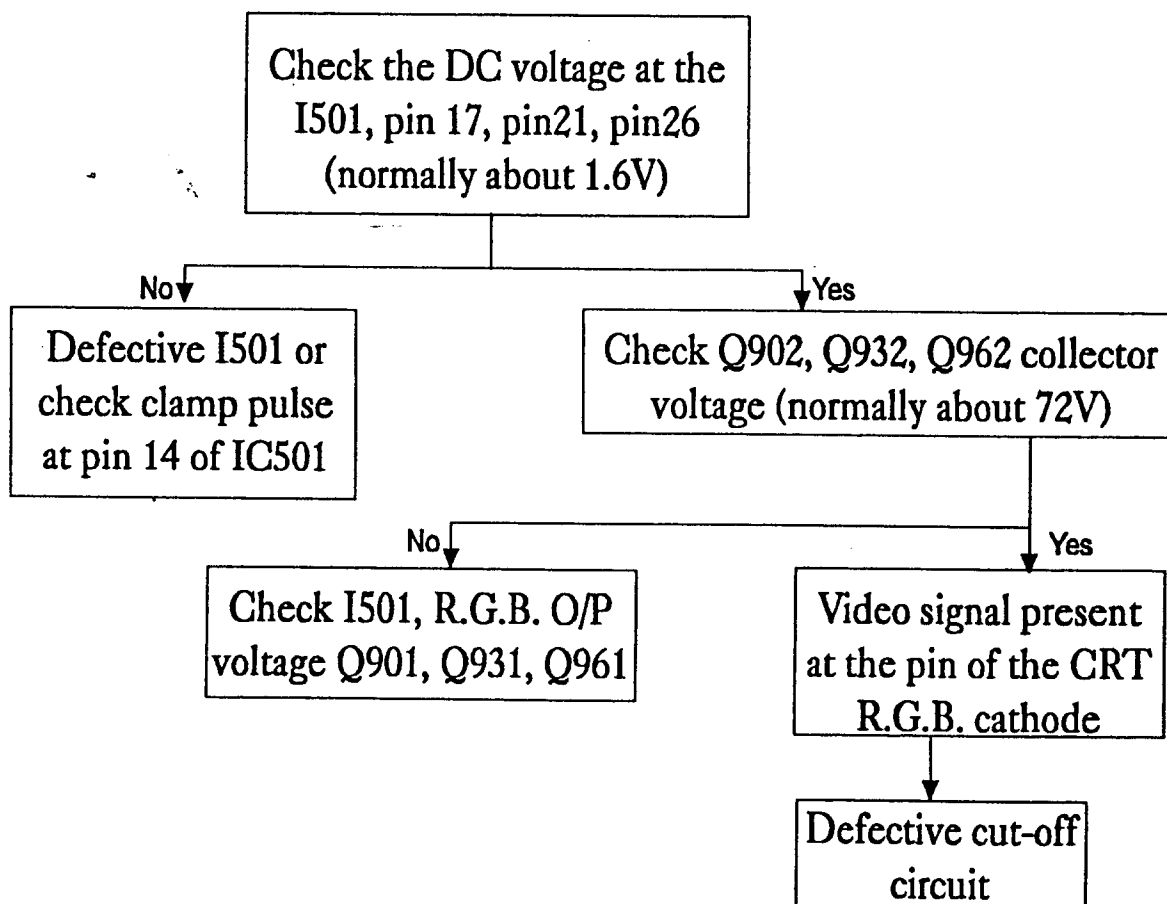 Check the DC voltage at the
I501, pin 17, pin21, pin26
(normally about 1.6V)
No
Yes
Defective I501 or
check clamp pulse
at pin 14 of IC501
Check Q902, Q932, Q962 collector
voltage (normally about 72V)
No
Yes
Check I501, R.G.B. O/P
voltage Q901, Q931, Q961
Video signal present
at the pin of the CRT
R.G.B. cathode
Defective cut-off
circuit